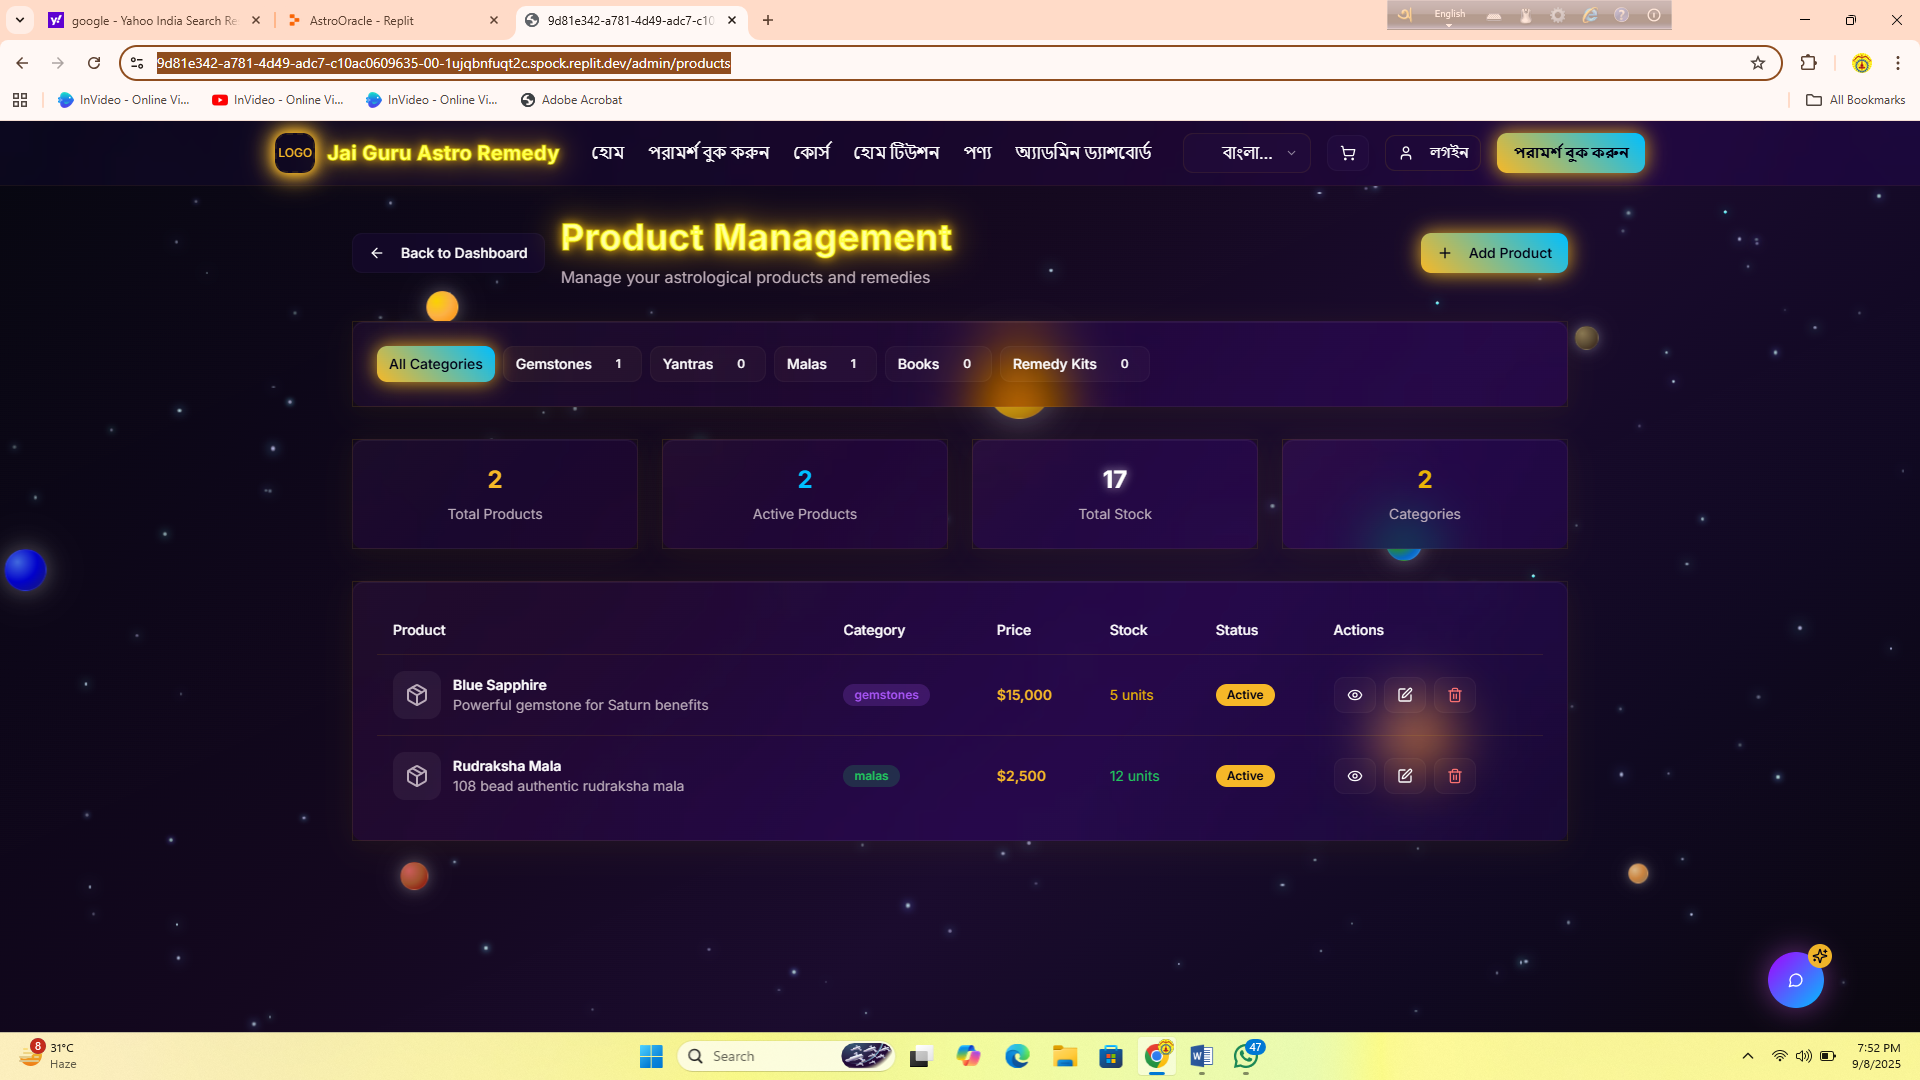 google - Yahoo India Search Re
AstroOracle - Replit
9d81e342-a781-4d49-adc7-c10
English
9d81e342-a781-4d49-adc7-c10ac0609635-00-1ujqbnfuqt2c.spock.replit.dev/admin/products
InVideo - Online Vi...
InVideo - Online Vi...
InVideo - Online Vi...
Adobe Acrobat
All Bookmarks
LOGO
Jai Guru Astro Remedy
হোম
পরামর্শ বুক করুন
কোর্স
হোম টিউশন
পণ্য
অ্যাডমিন ড্যাশবোর্ড
বাংলা...
লগইন
পরামর্শ বুক করুন
Back to Dashboard
Product Management
Manage your astrological products and remedies
+ Add Product
All Categories
Gemstones 1
Yantras 0
Malas 1
Books 0
Remedy Kits 0
2
Total Products
2
Active Products
17
Total Stock
2
Categories
Product Category Price Stock Status Actions
Blue Sapphire
Powerful gemstone for Saturn benefits
gemstones $15,000 5 units Active
Rudraksha Mala
108 bead authentic rudraksha mala
malas $2,500 12 units Active
8
31°C
Haze
Search
47
7:52 PM
9/8/2025